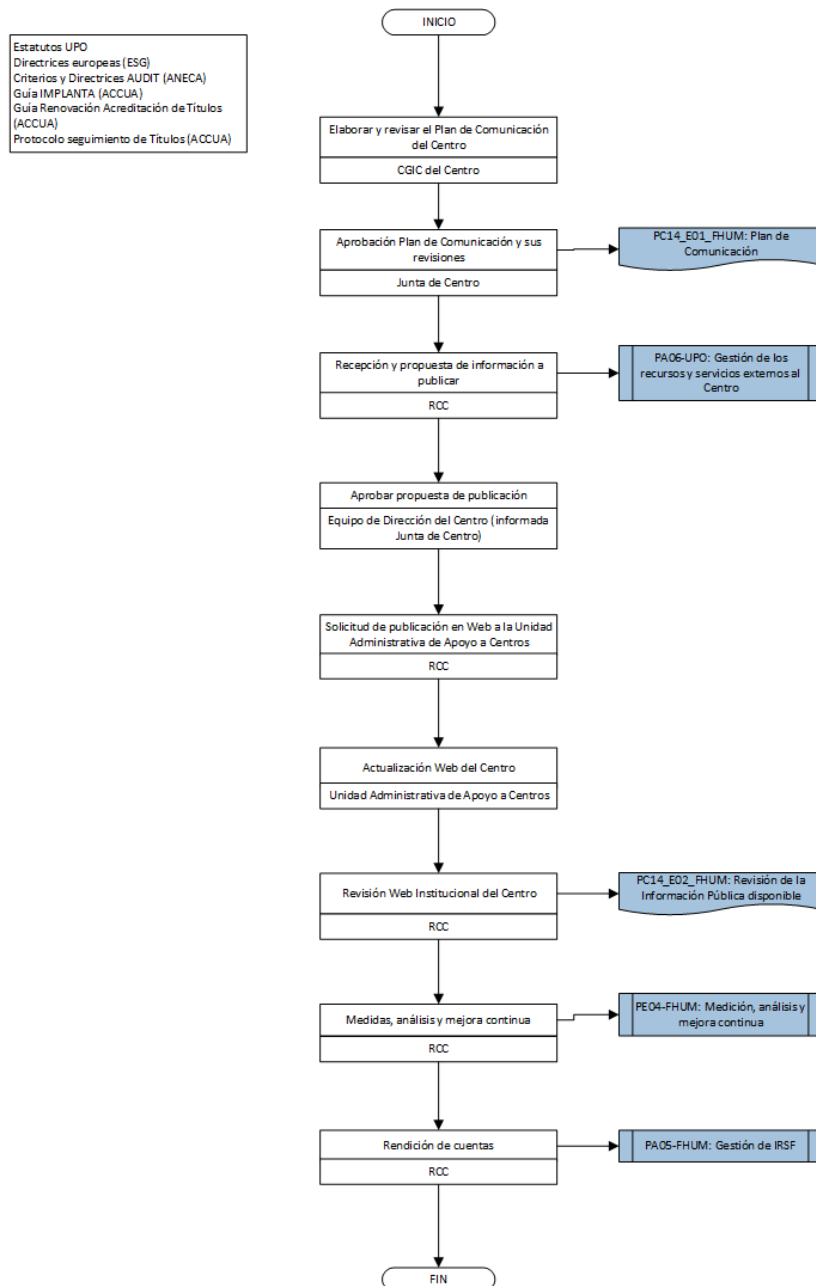 INICIO
Estatutos UPO
Directrices europeas (ESG)
Criterios y Directrices AUDIT (ANECA)
Guía IMPLANTA (ACCUA)
Guía Renovación Acreditación de Títulos
(ACCUA)
Protocolo seguimiento de Títulos (ACCUA)
Elaborar y revisar el Plan de Comunicación
del Centro
CGIC del Centro
Aprobación Plan de Comunicación y sus
revisiones
Junta de Centro
PC14_E01_FHUM: Plan de
Comunicación
Recepción y propuesta de información a
publicar
RCC
PA06-UPO: Gestión de los
recursos y servicios externos al
Centro
Aprobar propuesta de publicación
Equipo de Dirección del Centro (informada
Junta de Centro)
Solicitud de publicación en Web a la Unidad
Administrativa de Apoyo a Centros
RCC
Actualización Web del Centro
Unidad Administrativa de Apoyo a Centros
Revisión Web Institucional del Centro
RCC
PC14_E02_FHUM: Revisión de la
Información Pública disponible
Medidas, análisis y mejora continua
RCC
PE04-FHUM: Medición, análisis y
mejora continua
Rendición de cuentas
RCC
PA05-FHUM: Gestión de IRSF
FIN